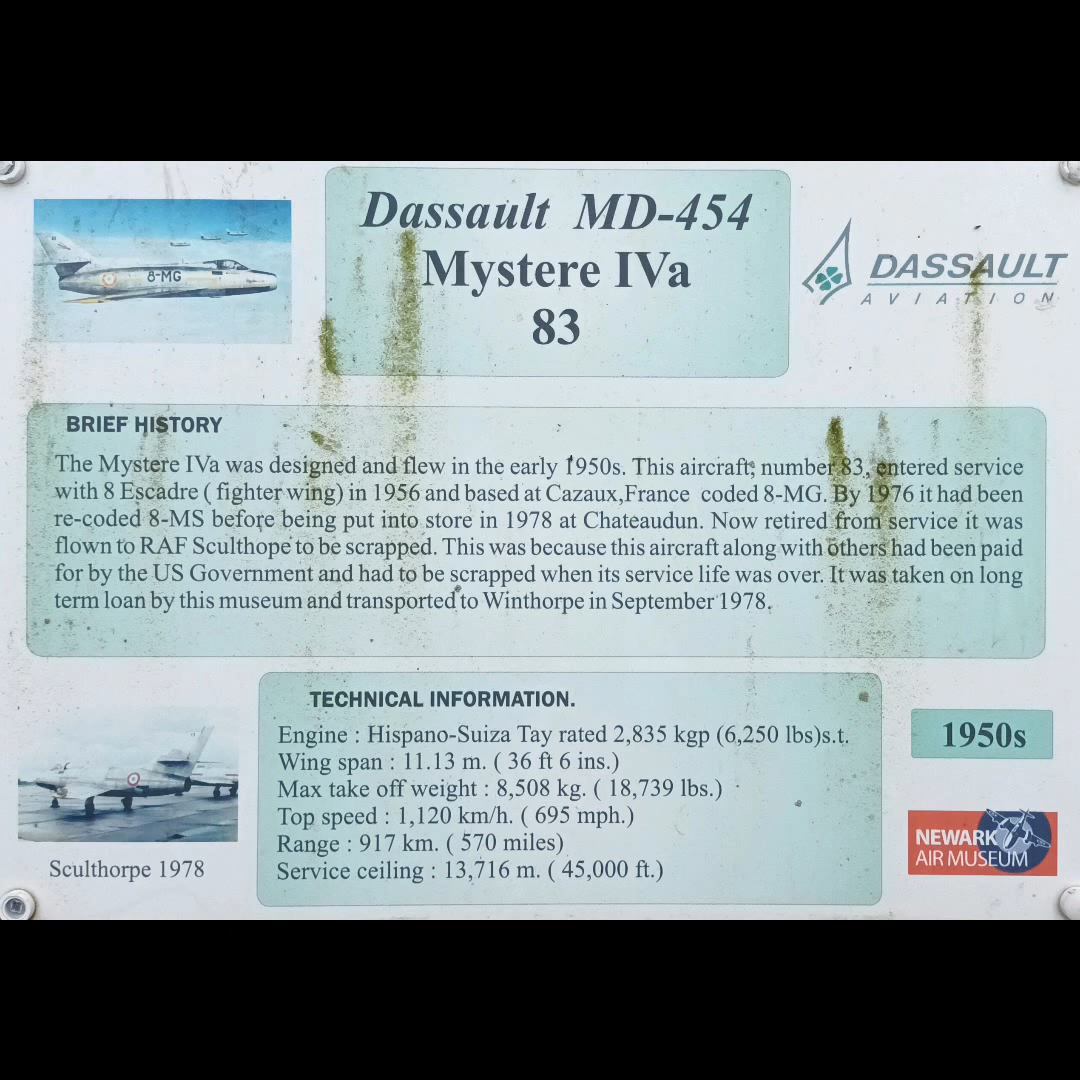 Dassault MD-454
Mystere IVa
83
8-MG
DASSAULT
AVIATION
BRIEF HISTORY
The Mystere IVa was designed and flew in the early 1950s. This aircraft, number 83, entered service
with 8 Escadre ( fighter wing) in 1956 and based at Cazaux,France coded 8-MG. By 1976 it had been
re-coded 8-MS before being put into store in 1978 at Chateaudun. Now retired from service it was
flown to RAF Sculthope to be scrapped. This was because this aircraft along with others had been paid
for by the US Government and had to be scrapped when its service life was over. It was taken on long
term loan by this museum and transported to Winthorpe in September 1978.
TECHNICAL INFORMATION.
Engine : Hispano-Suiza Tay rated 2,835 kgp (6,250 lbs)s.t.
Wing span : 11.13 m. ( 36 ft 6 ins.)
Max take off weight : 8,508 kg. ( 18,739 lbs.)
Top speed : 1,120 km/h. ( 695 mph.)
Range : 917 km. ( 570 miles)
Service ceiling : 13,716 m. ( 45,000 ft.)
Sculthorpe 1978
1950s
NEWARK
AIR MUSEUM